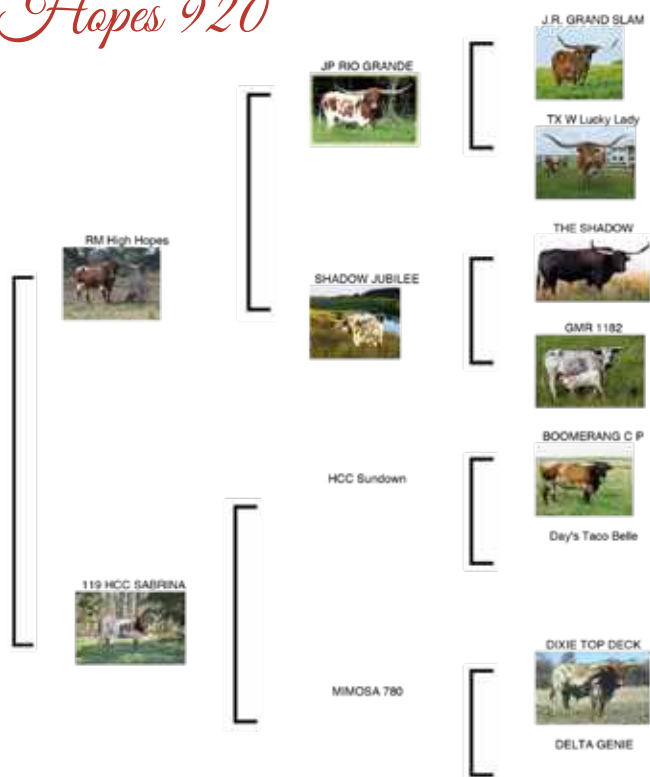 Hopes 920
J.R. GRAND SLAM
JP RIO GRANDE
TX W Lucky Lady
RM High Hopes
THE SHADOW
SHADOW JUBILEE
GMR 1182
BOOMERANG C P
HCC Sundown
Day's Taco Belle
119 HCC SABRINA
DIXIE TOP DECK
MIMOSA 780
DELTA GENIE